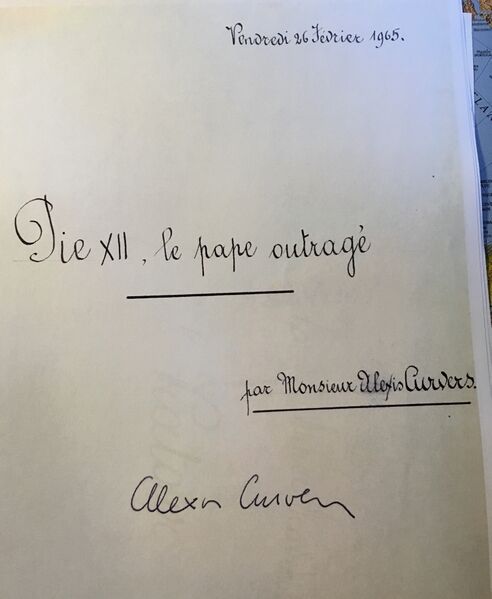 Vendredi 26 Février 1965.
Pie XII, le pape outragé
par Monsieur Alexis Curvers.
Alexis Curvers